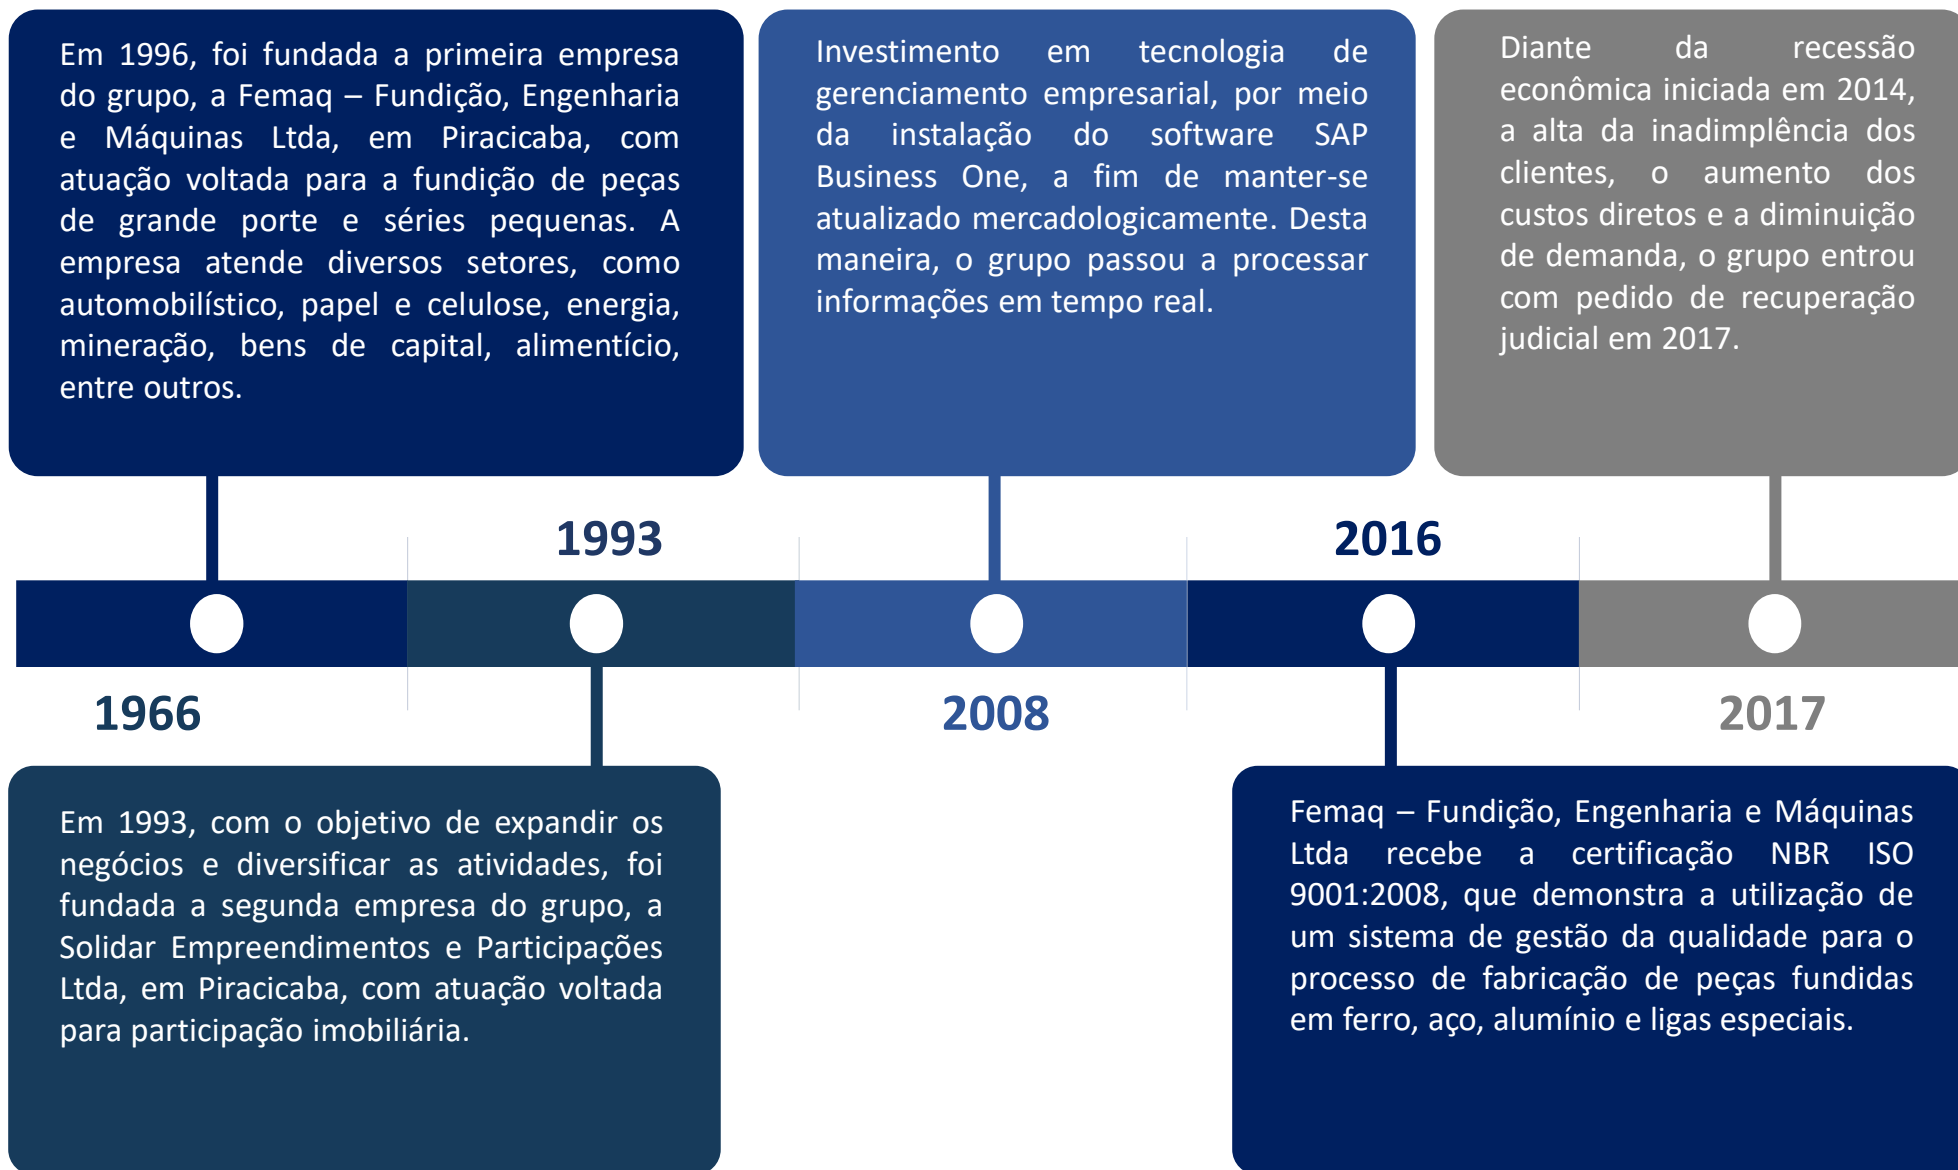 Em 1996, foi fundada a primeira empresa
do grupo, a Femaq – Fundição, Engenharia
e Máquinas Ltda, em Piracicaba, com
atuação voltada para a fundição de peças
de grande porte e séries pequenas. A
empresa atende diversos setores, como
automobilístico, papel e celulose, energia,
mineração, bens de capital, alimentício,
entre outros.
Investimento em tecnologia de
gerenciamento empresarial, por meio
da instalação do software SAP
Business One, a fim de manter-se
atualizado mercadologicamente. Desta
maneira, o grupo passou a processar
informações em tempo real.
Diante da recessão
econômica iniciada em 2014,
a alta da inadimplência dos
clientes, o aumento dos
custos diretos e a diminuição
de demanda, o grupo entrou
com pedido de recuperação
judicial em 2017.
1993
2016
1966
2008
2017
Em 1993, com o objetivo de expandir os
negócios e diversificar as atividades, foi
fundada a segunda empresa do grupo, a
Solidar Empreendimentos e Participações
Ltda, em Piracicaba, com atuação voltada
para participação imobiliária.
Femaq – Fundição, Engenharia e Máquinas
Ltda recebe a certificação NBR ISO
9001:2008, que demonstra a utilização de
um sistema de gestão da qualidade para o
processo de fabricação de peças fundidas
em ferro, aço, alumínio e ligas especiais.